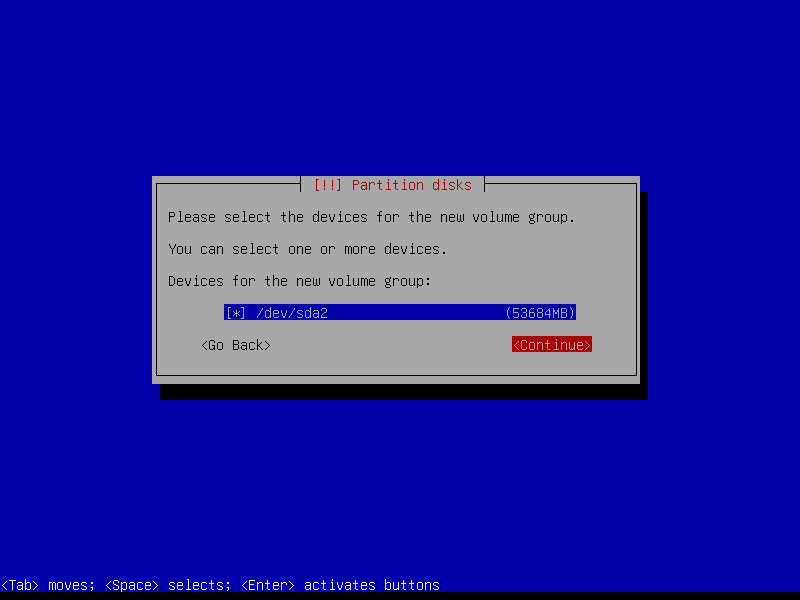 [!!] Partition disks
Please select the devices for the new volume group.
You can select one or more devices.
Devices for the new volume group:
[*] /dev/sda2 (53684MB)
<Go Back> <Continue>
<Tab> moves; <Space> selects; <Enter> activates buttons